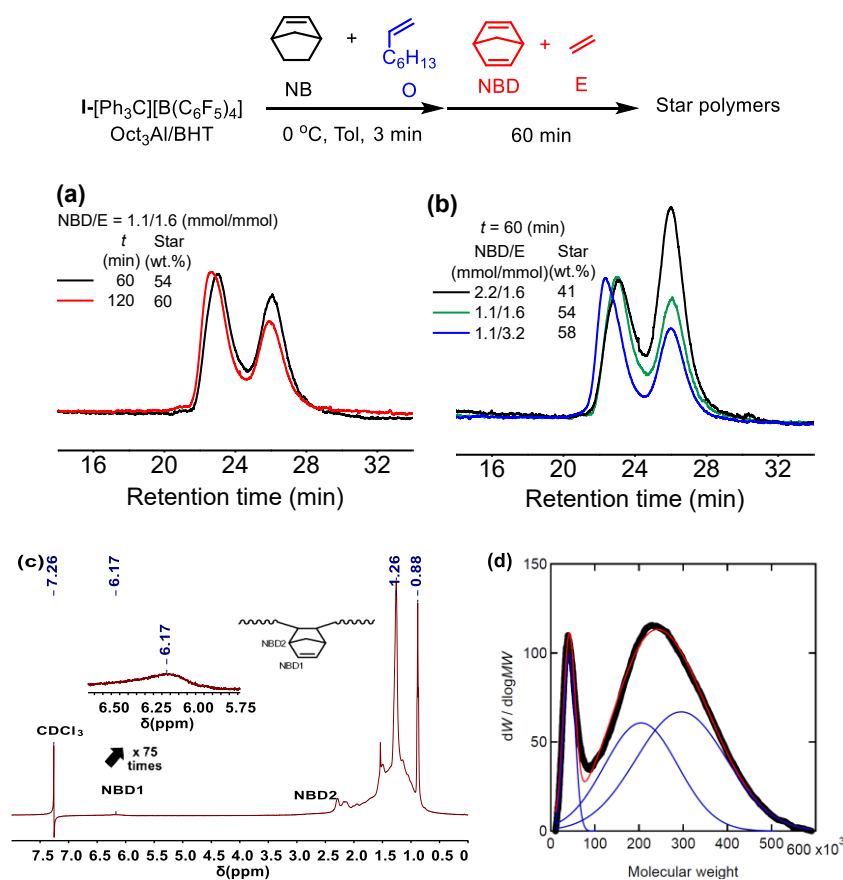 NB + O (C6H13)
NBD + E
I-[Ph3C][B(C6F5)4]
Oct3Al/BHT
0 °C, Tol, 3 min
60 min
Star polymers
(a)
NBD/E = 1.1/1.6 (mmol/mmol)
t Star
(min) (wt.%)
60 54
120 60
16 20 24 28 32
Retention time (min)
(b)
t = 60 (min)
NBD/E Star
(mmol/mmol) (wt.%)
2.2/1.6 41
1.1/1.6 54
1.1/3.2 58
16 20 24 28 32
Retention time (min)
(c)
7.26
6.17
1.26
0.88
6.17
NBD2
NBD1
6.50 6.25 6.00 5.75
δ(ppm)
CDCl3
x 75
times
NBD1
NBD2
7.5 7.0 6.5 6.0 5.5 5.0 4.5 4.0 3.5 3.0 2.5 2.0 1.5 1.0 0.5 0
δ(ppm)
(d)
150
100
50
0
dW / dlogMW
0 100 200 300 400 500 600 x10³
Molecular weight